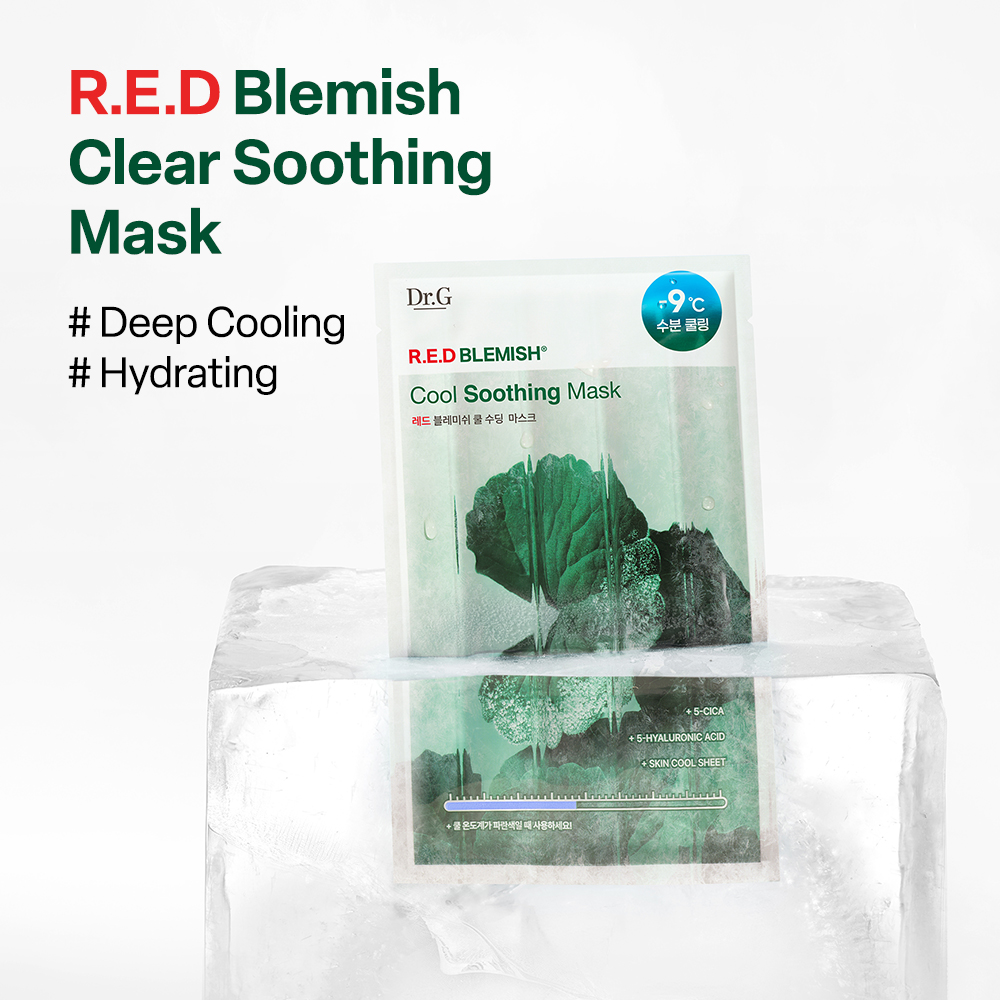 R.E.D Blemish
Clear Soothing
Mask
# Deep Cooling
# Hydrating
Dr.G
-9℃
수분 쿨링
R.E.D BLEMISH®
Cool Soothing Mask
레드 블레미쉬 쿨 수딩 마스크
+ 5-CICA
+ 5-HYALURONIC ACID
+ SKIN COOL SHEET
+ 쿨 온도계가 파란색일 때 사용하세요!